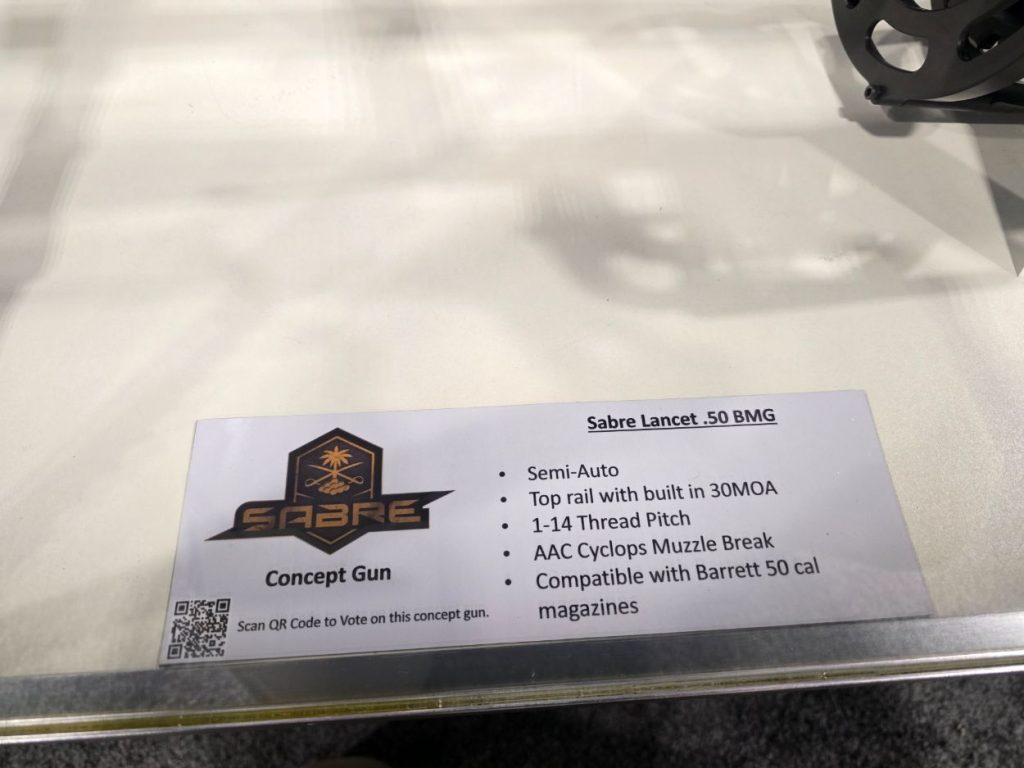 SABRE
Concept Gun
Scan QR Code to Vote on this concept gun.
Sabre Lancet .50 BMG
• Semi-Auto
• Top rail with built in 30MOA
• 1-14 Thread Pitch
• AAC Cyclops Muzzle Break
• Compatible with Barrett 50 cal
magazines